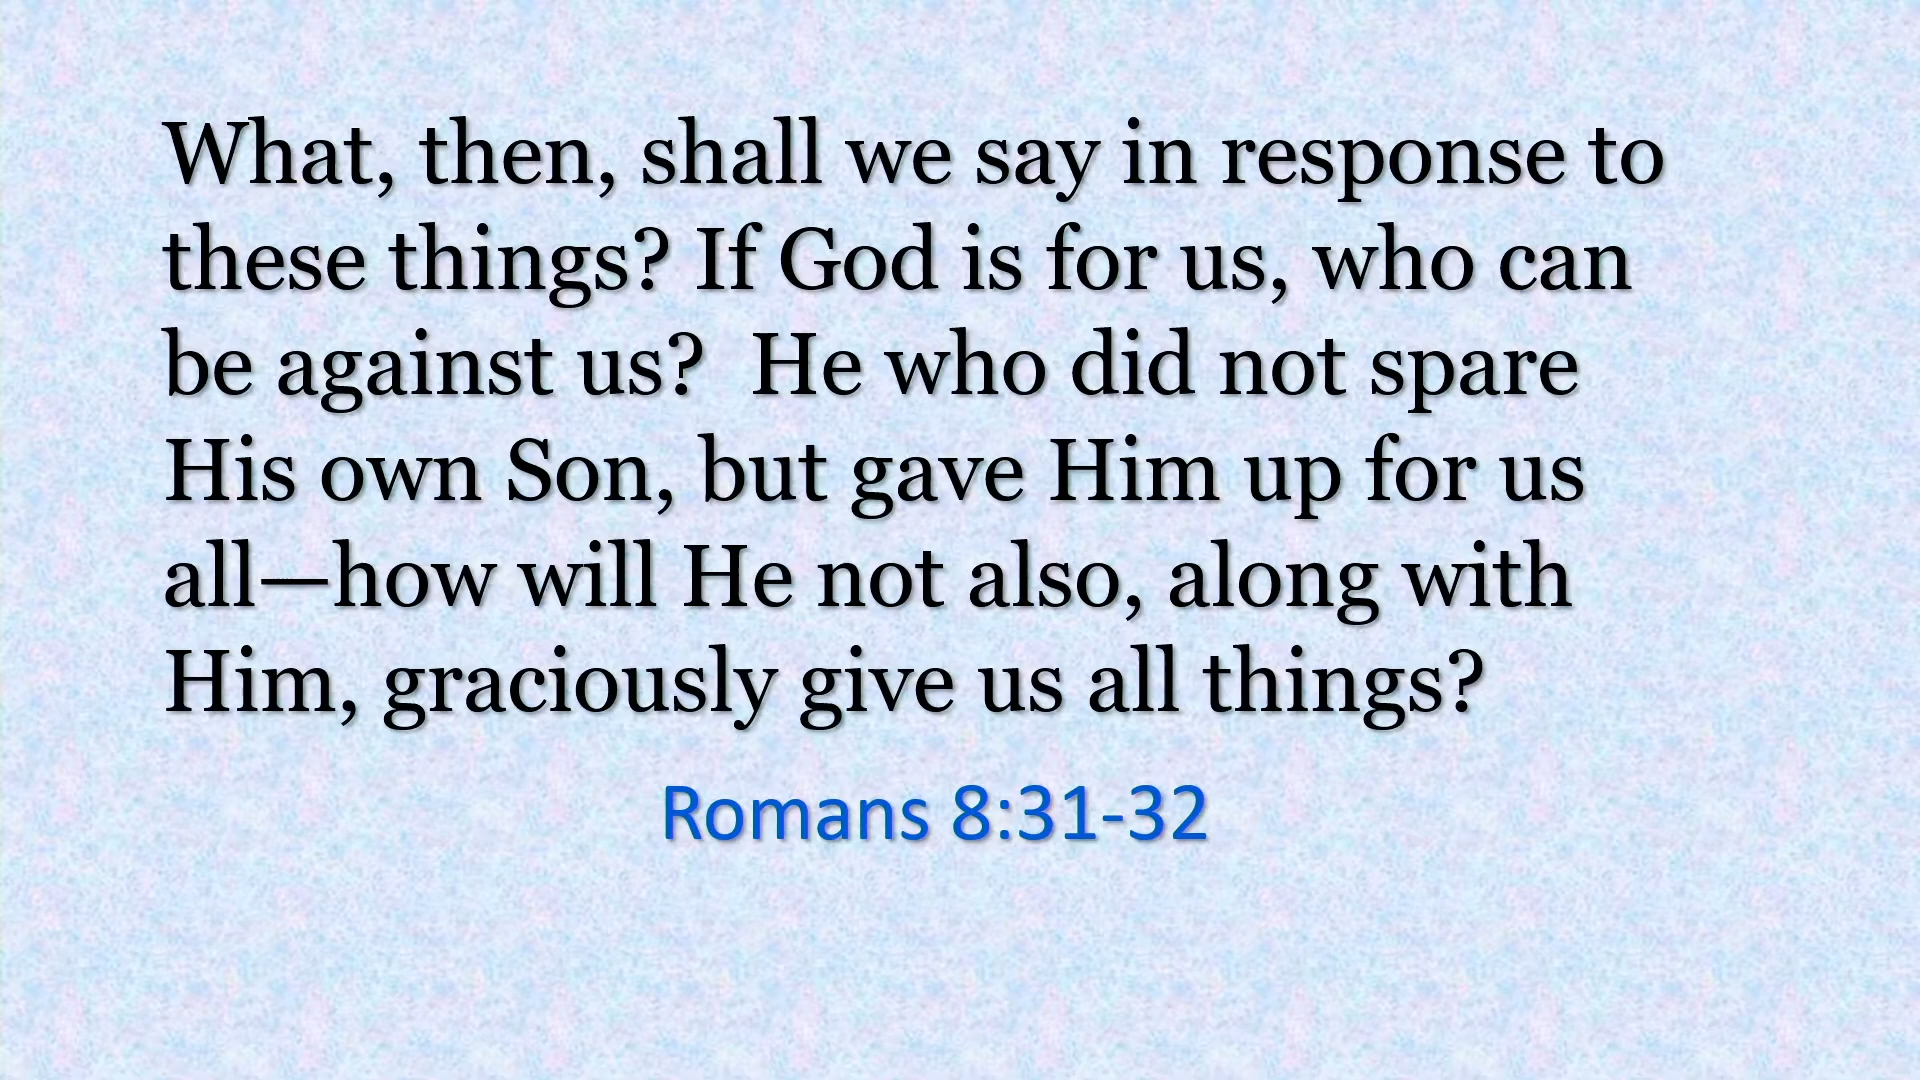 What, then, shall we say in response to
these things? If God is for us, who can
be against us?  He who did not spare
His own Son, but gave Him up for us
all—how will He not also, along with
Him, graciously give us all things?
Romans 8:31-32